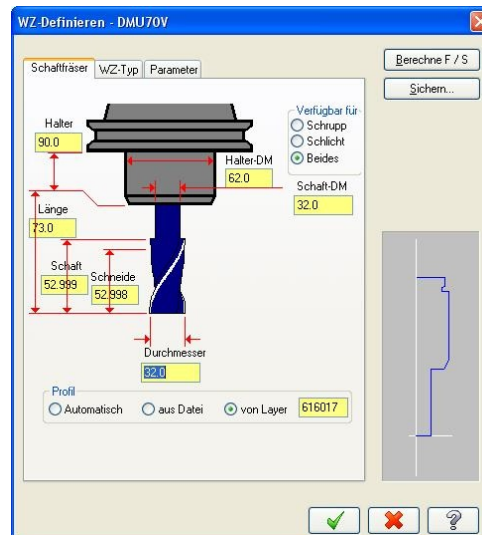 WZ-Definieren - DMU70V
Schaftfräser WZ-Typ Parameter
Berechne F / S
Sichern...
Halter
90.0
Verfügbar für
Schrupp
Schlicht
Beides
Halter-DM
62.0
Schaft-DM
32.0
Länge
73.0
Schaft
52.999
Schneide
52.998
Durchmesser
32.0
Profil
Automatisch aus Datei von Layer 616017